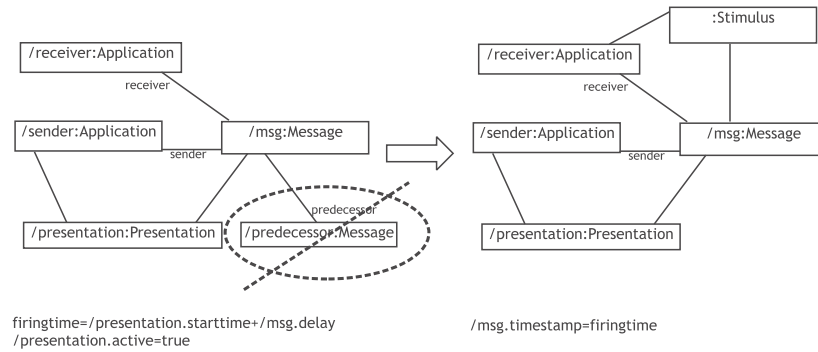 :Stimulus
/receiver:Application
/receiver:Application
receiver
receiver
/sender:Application
/msg:Message
/sender:Application
/msg:Message
sender
sender
predecessor
/presentation:Presentation
/predecessor:Message
/presentation:Presentation
firingtime=/presentation.starttime+/msg.delay
/msg.timestamp=firingtime
/presentation.active=true